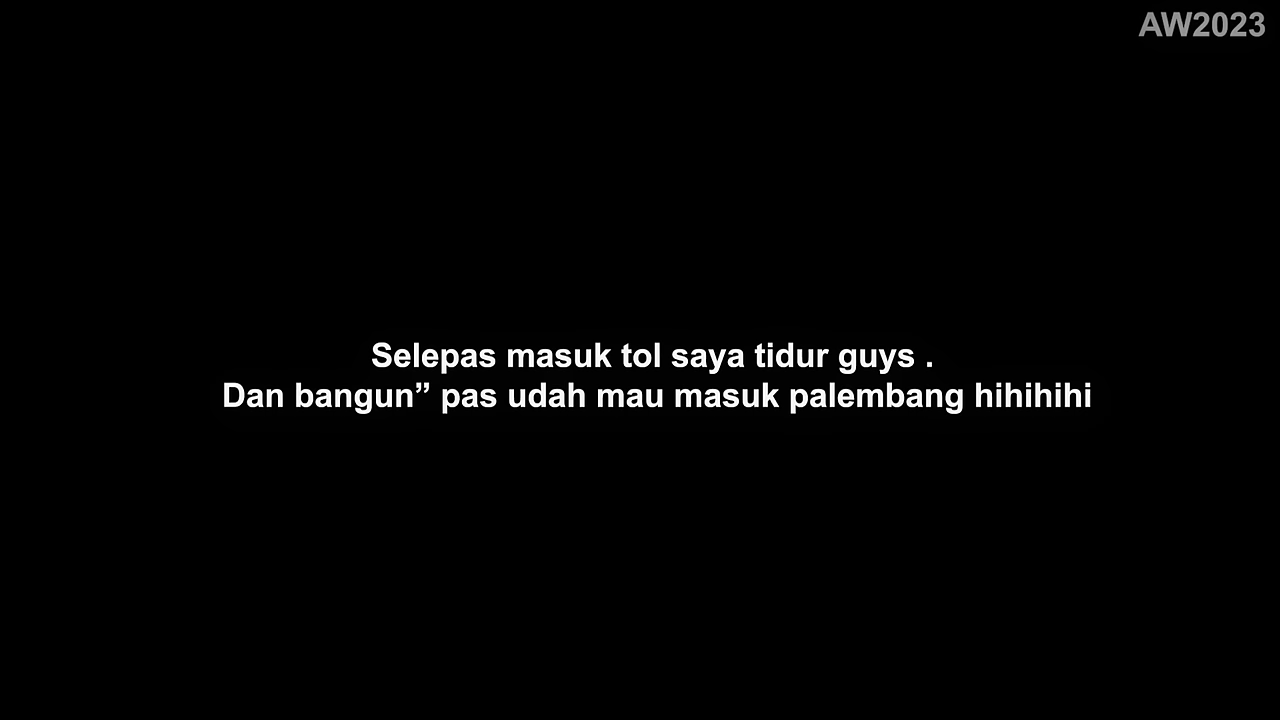 AW2023
Selepas masuk tol saya tidur guys .
Dan bangun” pas udah mau masuk palembang hihihihi